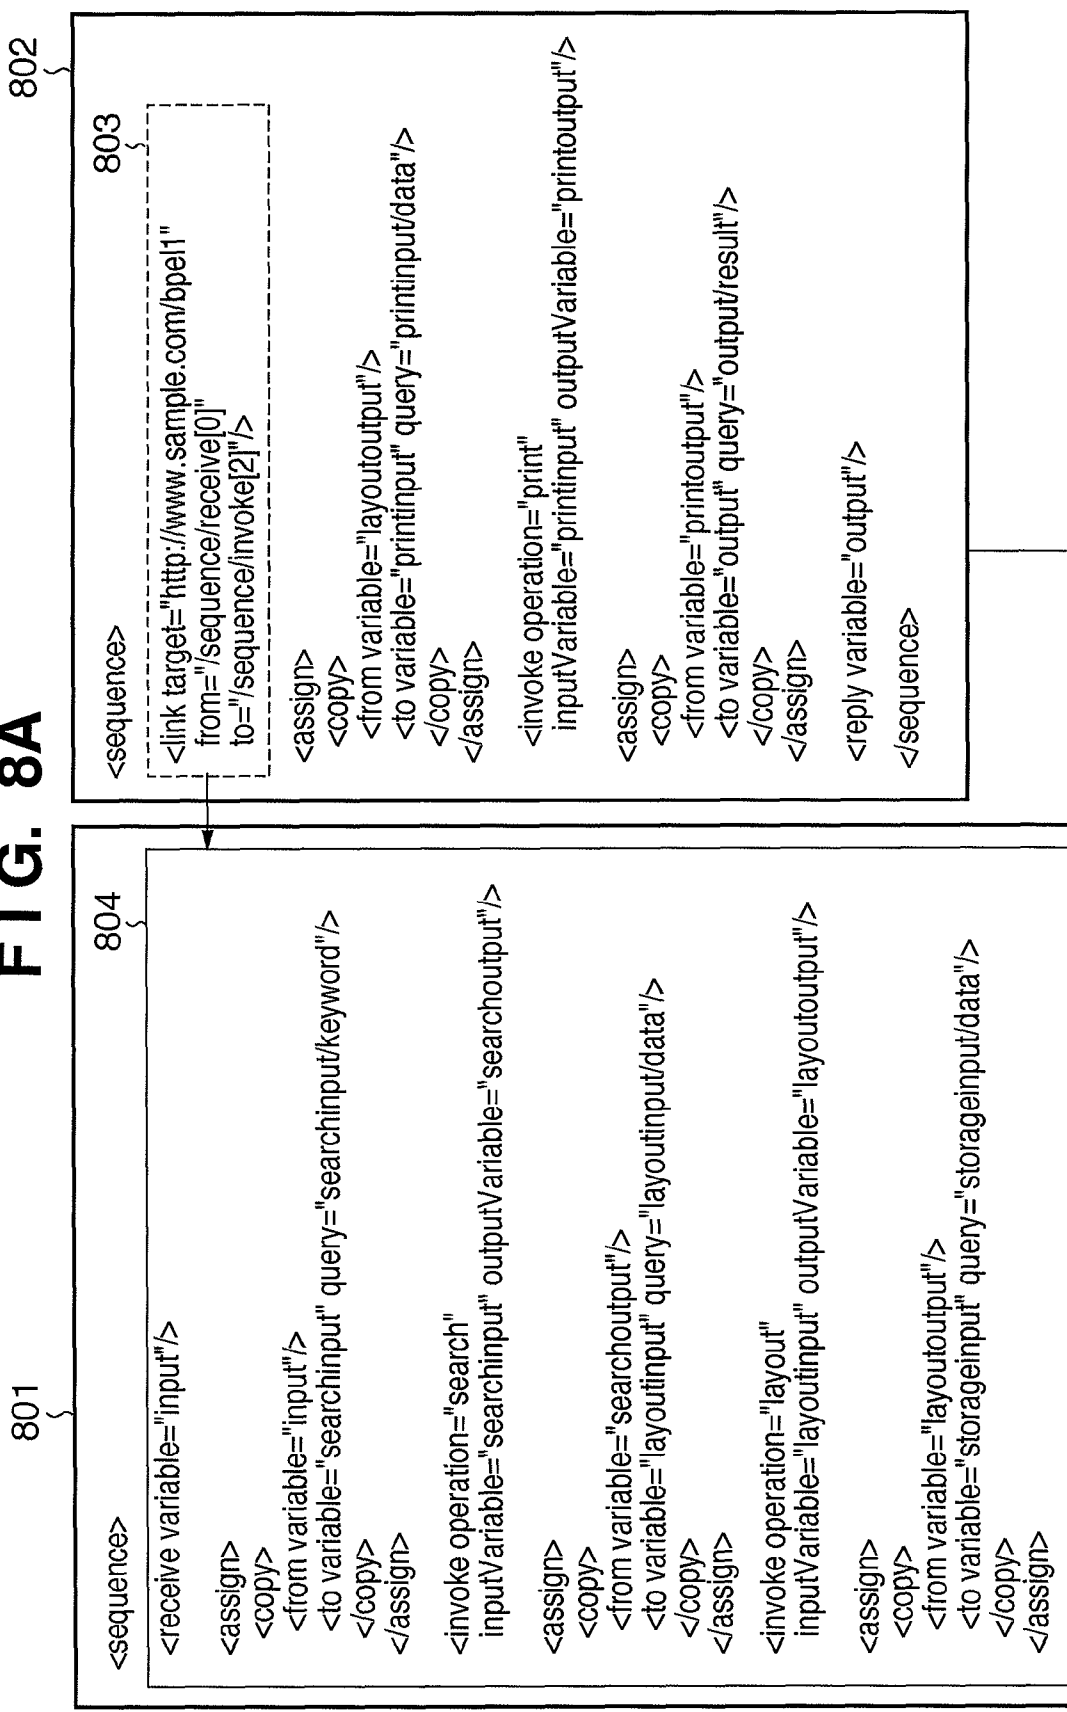 FIG. 8A
801
<sequence>
804
<receive variable="input"/>
<assign>
<copy>
<from variable="input"/>
<to variable="searchinput" query="searchinput/keyword"/>
</copy>
</assign>
<invoke operation="search"
inputVariable="searchinput" outputVariable="searchoutput"/>
<assign>
<copy>
<from variable="searchoutput"/>
<to variable="layoutinput" query="layoutinput/data"/>
</copy>
</assign>
<invoke operation="layout"
inputVariable="layoutinput" outputVariable="layoutoutput"/>
<assign>
<copy>
<from variable="layoutoutput"/>
<to variable="storageinput" query="storageinput/data"/>
</copy>
</assign>
802
<sequence>
803
<link target="http://www.sample.com/bpel1"
from="/sequence/receive[0]"
to="/sequence/invoke[2]"/>
<assign>
<copy>
<from variable="layoutoutput"/>
<to variable="printinput" query="printinput/data"/>
</copy>
</assign>
<invoke operation="print"
inputVariable="printinput" outputVariable="printoutput"/>
<assign>
<copy>
<from variable="printoutput"/>
<to variable="output" query="output/result"/>
</copy>
</assign>
<reply variable="output"/>
</sequence>